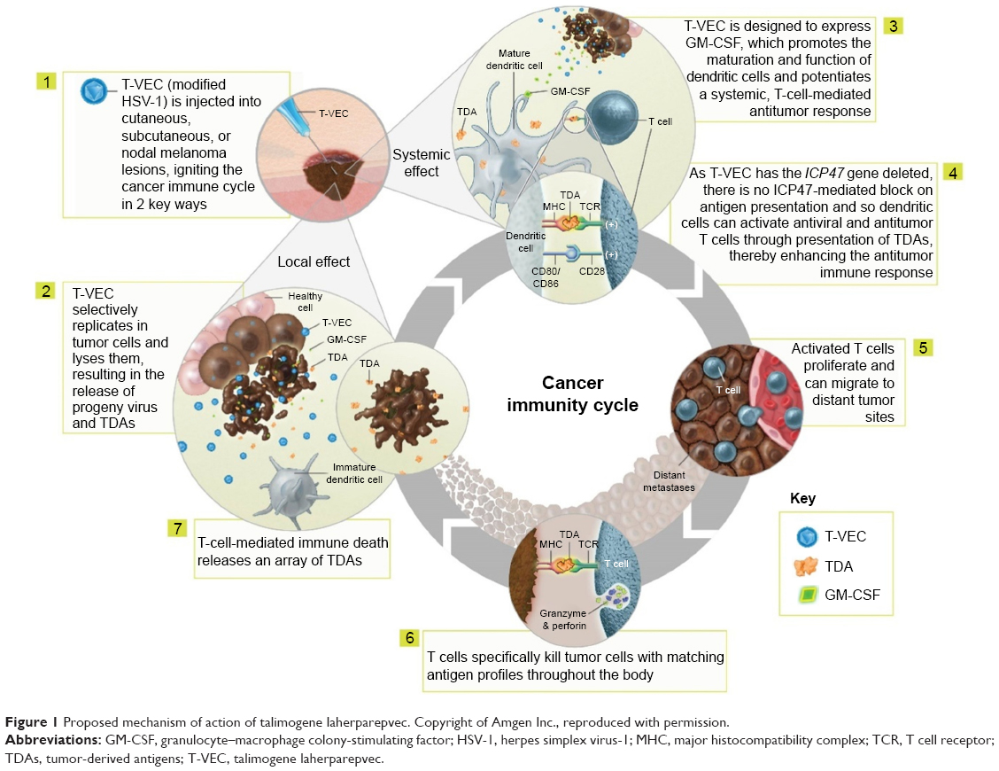 1
T-VEC (modified
HSV-1) is injected into
cutaneous,
subcutaneous, or
nodal melanoma
lesions, igniting the
cancer immune cycle
in 2 key ways
T-VEC
Systemic
effect
Local effect
2
T-VEC
selectively
replicates in
tumor cells and
lyses them,
resulting in the
release of
progeny virus
and TDAs
Healthy
cell
T-VEC
GM-CSF
TDA
TDA
Immature
dendritic cell
Mature
dendritic cell
GM-CSF
TDA
T cell
3
T-VEC is designed to express
GM-CSF, which promotes the
maturation and function of
dendritic cells and potentiates
a systemic, T-cell-mediated
antitumor response
TDA
MHC TCR
(+)
Dendritic
cell
(+)
CD80/
CD86
CD28
4
As T-VEC has the ICP47 gene deleted,
there is no ICP47-mediated block on
antigen presentation and so dendritic
cells can activate antiviral and antitumor
T cells through presentation of TDAs,
thereby enhancing the antitumor
immune response
Cancer
immunity cycle
5
Activated T cells
proliferate and
can migrate to
distant tumor
sites
T cell
Distant
metastases
TDA
MHC TCR
T cell
Granzyme
& perforin
6
T cells specifically kill tumor cells with matching
antigen profiles throughout the body
7
T-cell-mediated immune death
releases an array of TDAs
Key
T-VEC
TDA
GM-CSF
Figure 1 Proposed mechanism of action of talimogene laherparepvec. Copyright of Amgen Inc., reproduced with permission.
Abbreviations: GM-CSF, granulocyte–macrophage colony-stimulating factor; HSV-1, herpes simplex virus-1; MHC, major histocompatibility complex; TCR, T cell receptor;
TDAs, tumor-derived antigens; T-VEC, talimogene laherparepvec.